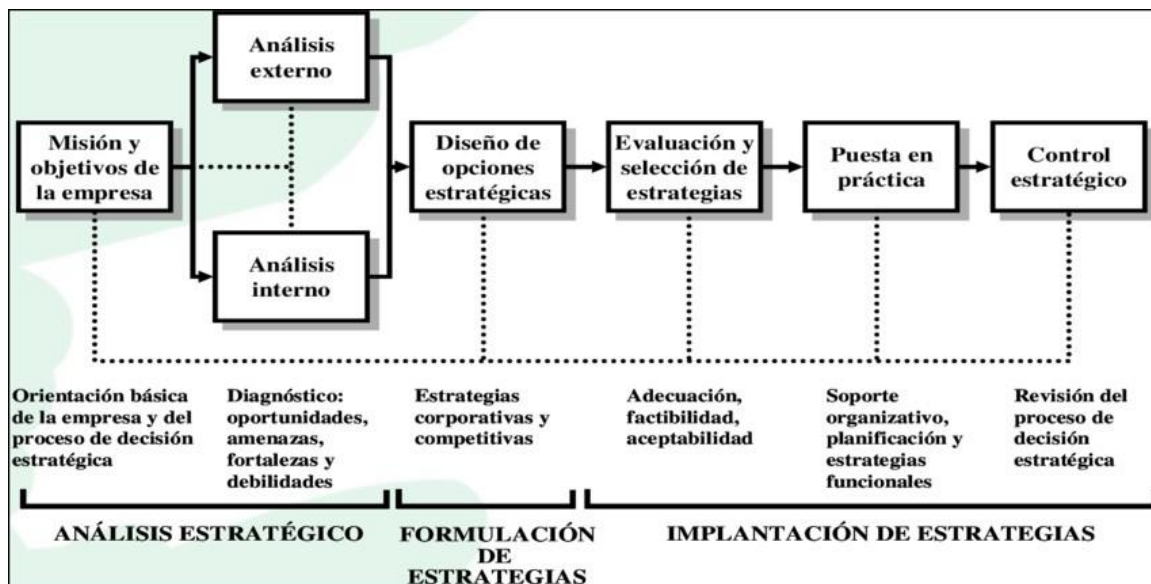 Análisis
externo
Misión y
objetivos de
la empresa
Diseño de
opciones
estratégicas
Evaluación y
selección de
estrategias
Puesta en
práctica
Control
estratégico
Análisis
interno
Orientación básica
de la empresa y del
proceso de decisión
estratégica
Diagnóstico:
oportunidades,
amenazas,
fortalezas y
debilidades
Estrategias
corporativas y
competitivas
Adecuación,
factibilidad,
aceptabilidad
Soporte
organizativo,
planificación y
estrategias
funcionales
Revisión del
proceso de
decisión
estratégica
ANÁLISIS ESTRATÉGICO
FORMULACIÓN
DE
ESTRATEGIAS
IMPLANTACIÓN DE ESTRATEGIAS